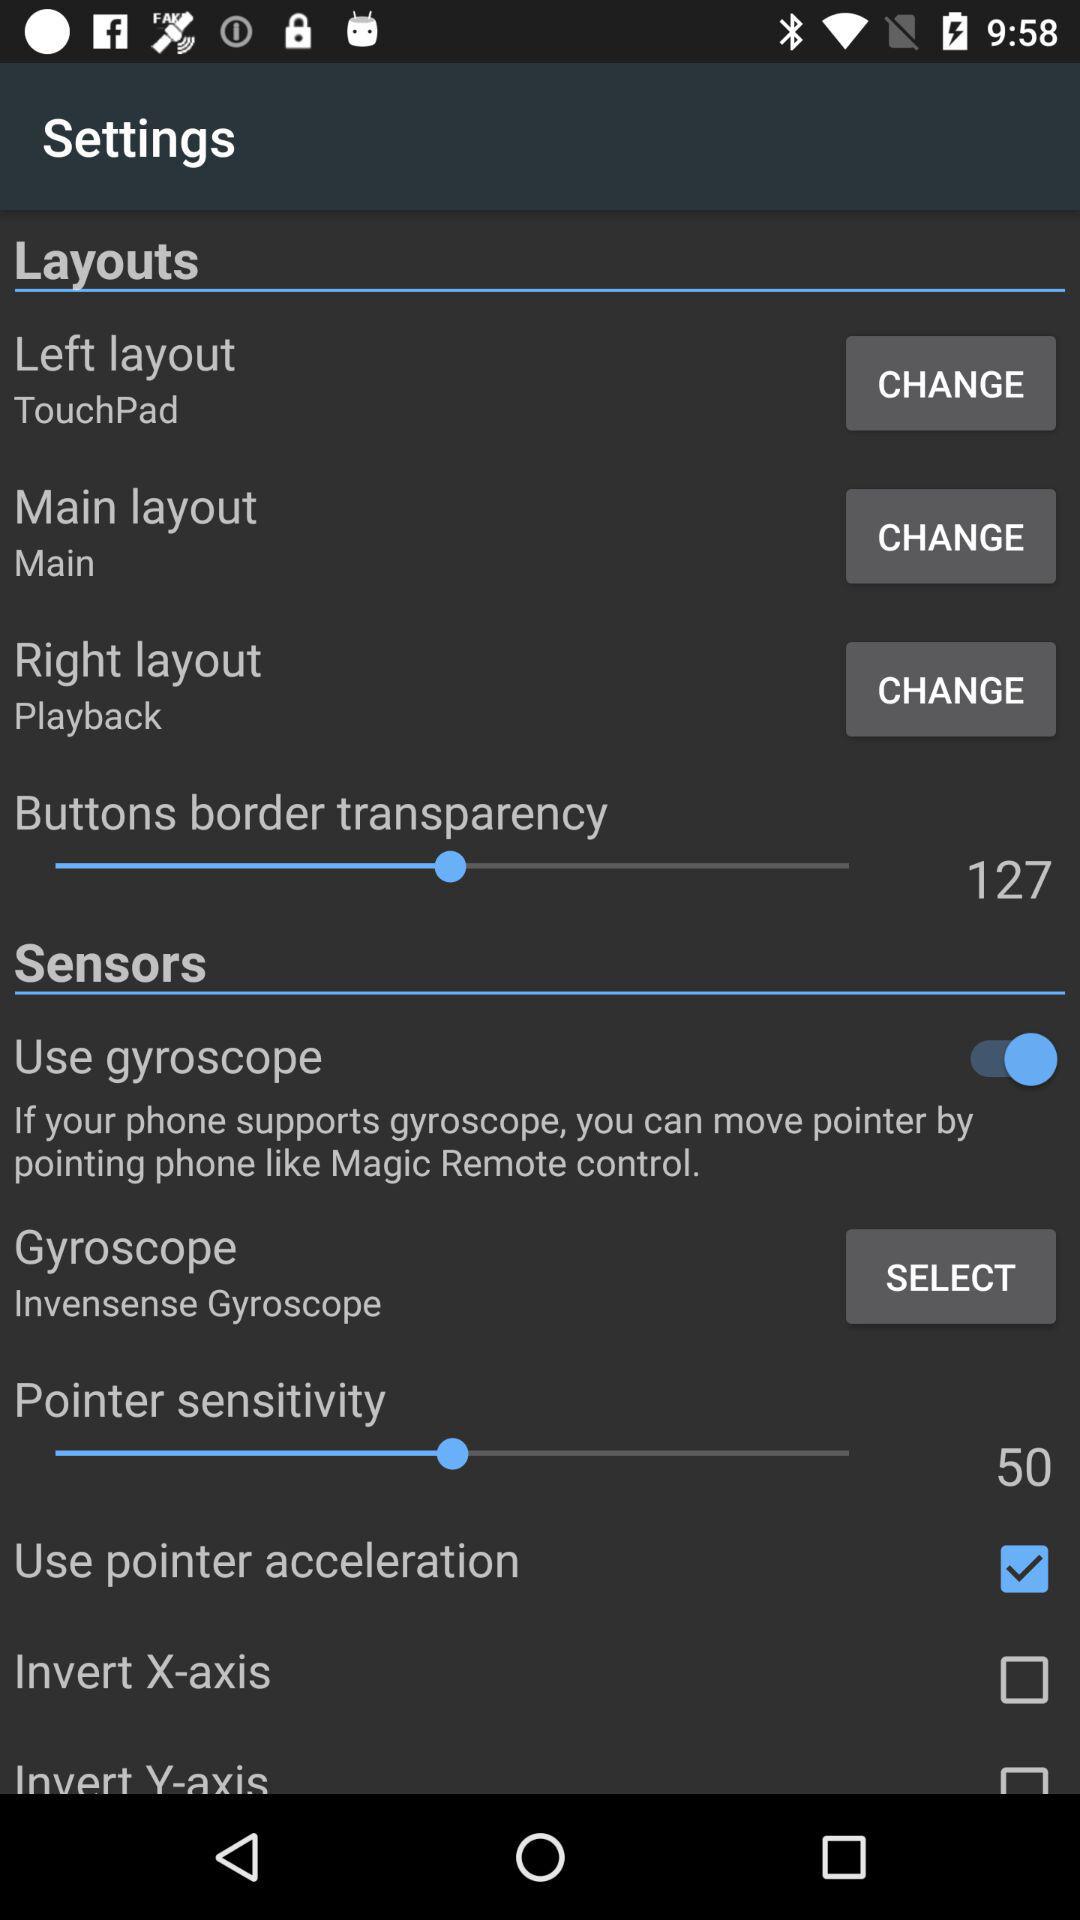 FAKE
9:58
Settings
Layouts
Left layout
TouchPad
CHANGE
Main layout
Main
CHANGE
Right layout
Playback
CHANGE
Buttons border transparency
127
Sensors
Use gyroscope
If your phone supports gyroscope, you can move pointer by
pointing phone like Magic Remote control.
Gyroscope
Invensense Gyroscope
SELECT
Pointer sensitivity
50
Use pointer acceleration
Invert X-axis
Invert Y-axis